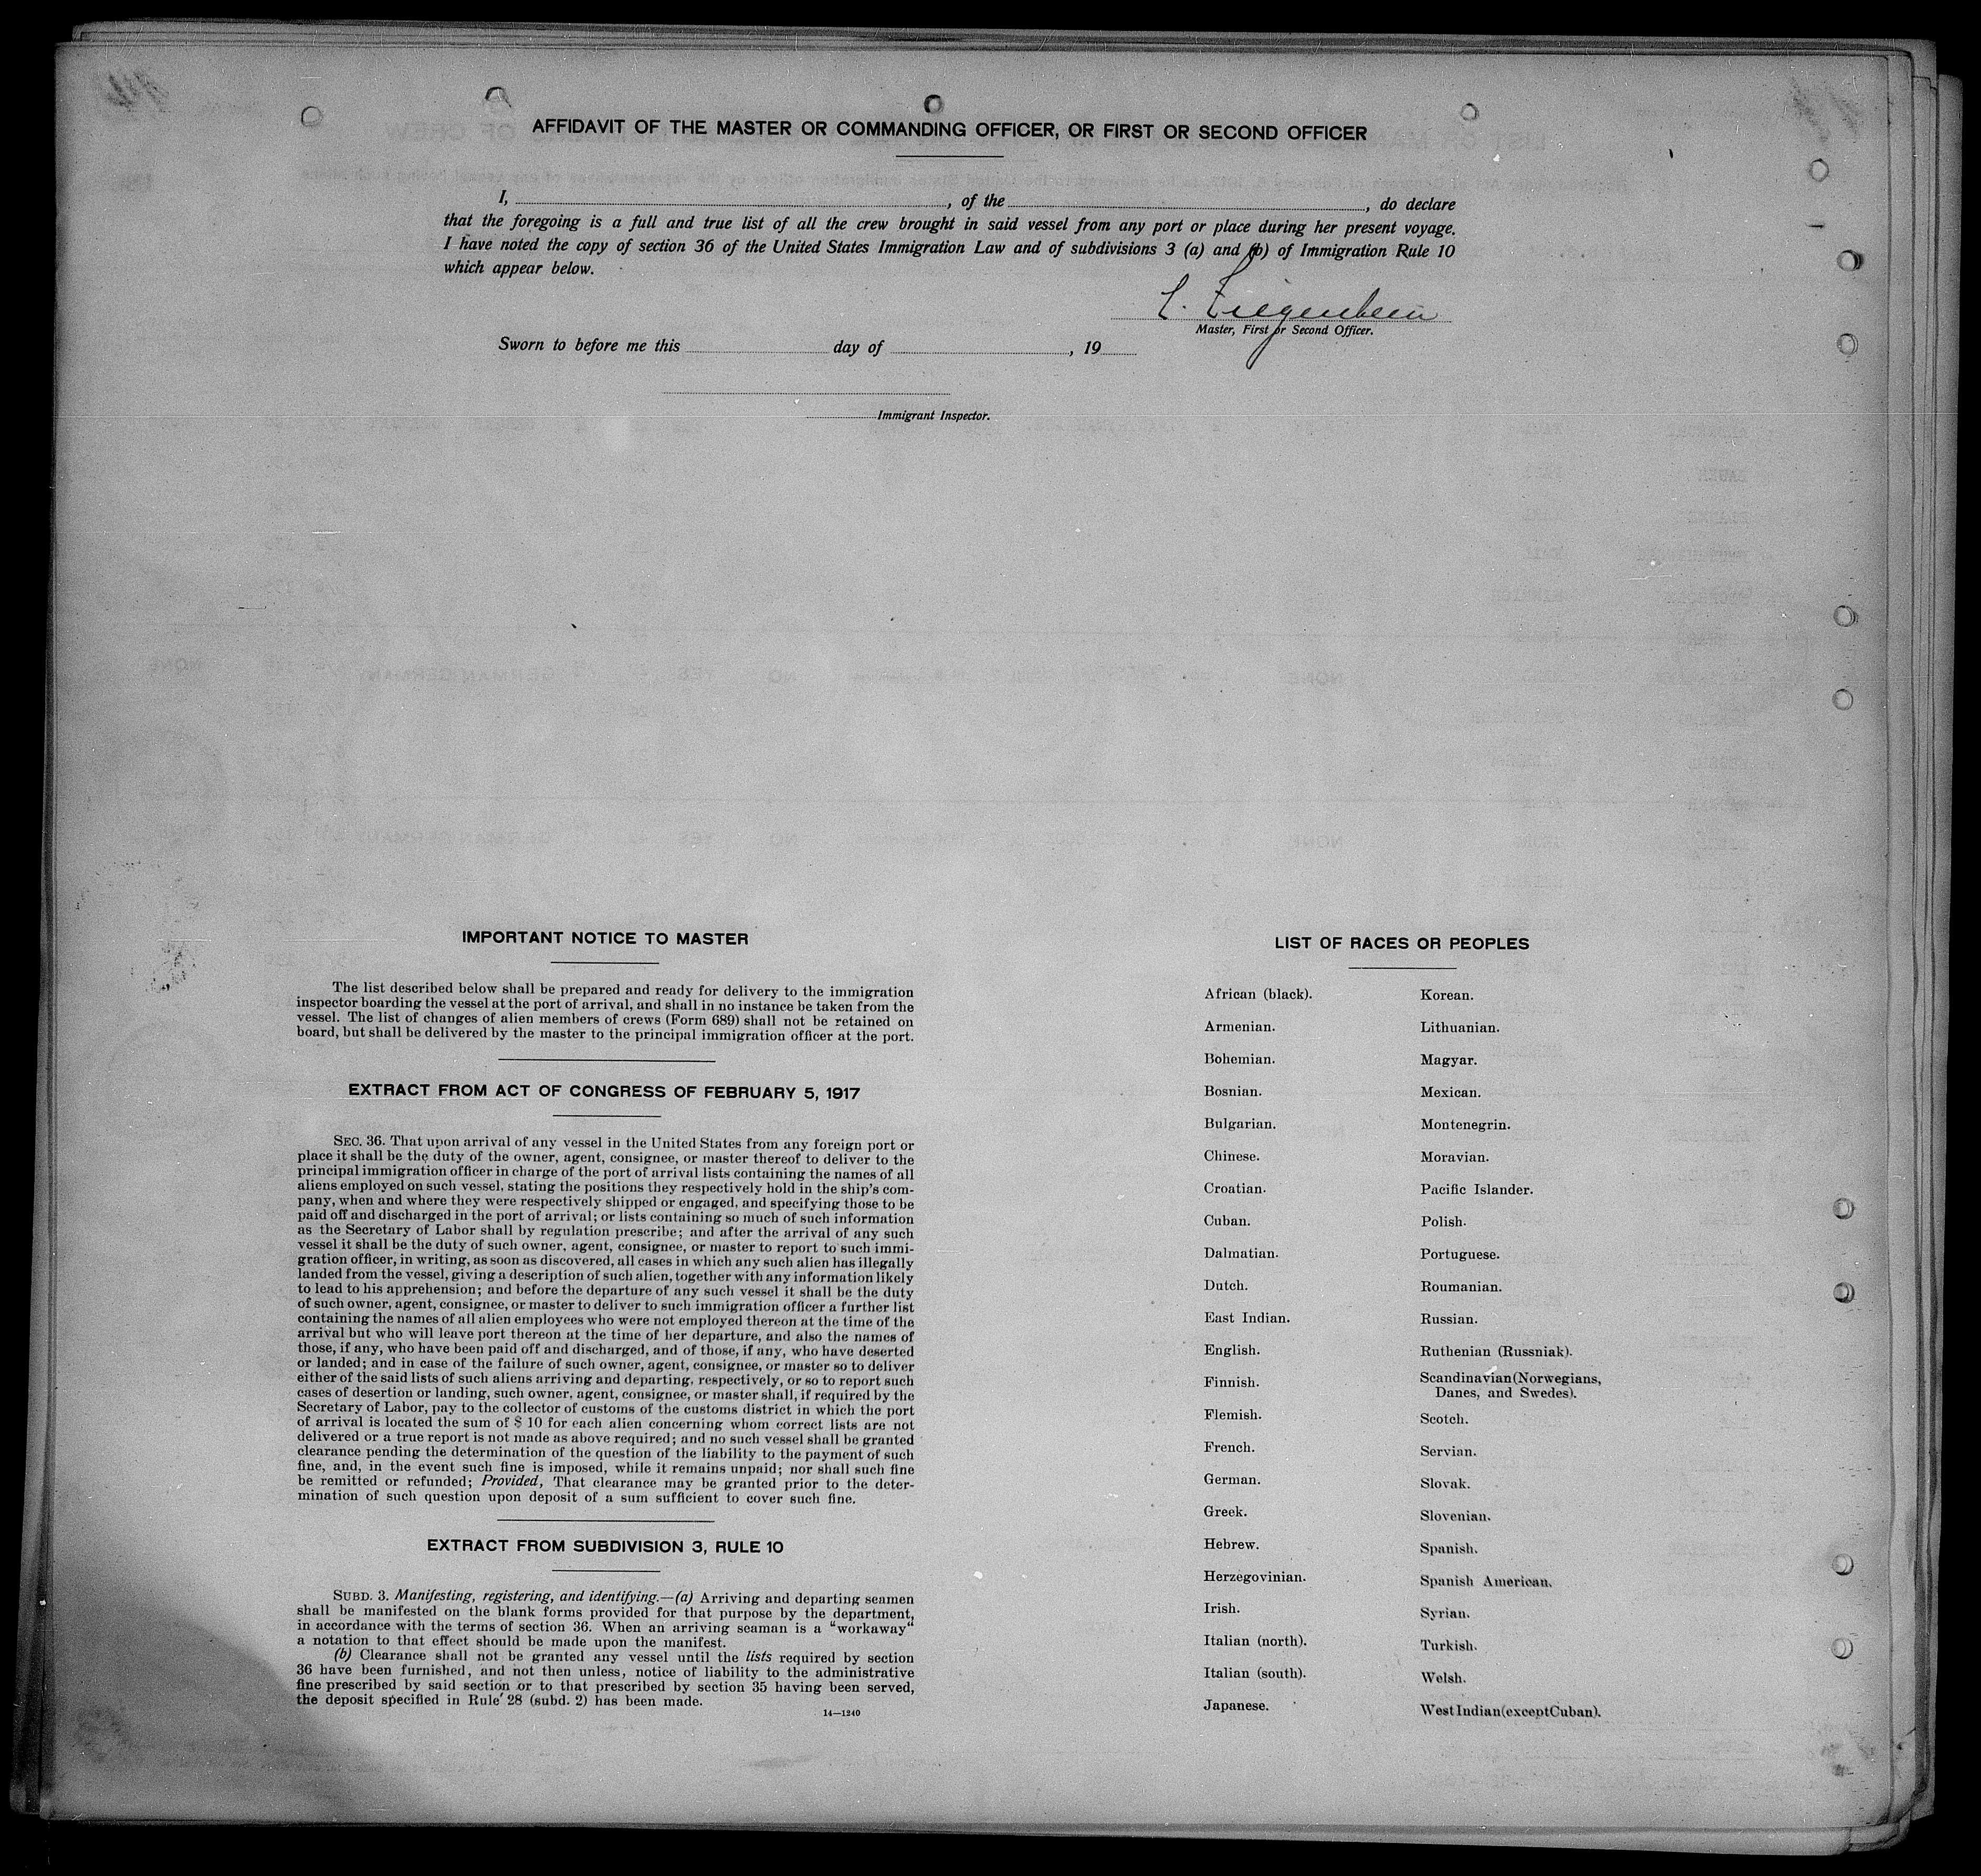 AFFIDAVIT OF THE MASTER OR COMMANDING OFFICER, OR FIRST OR SECOND OFFICER
I, , of the , do declare
that the foregoing is a full and true list of all the crew brought in said vessel from any port or place during her present voyage.
I have noted the copy of section 36 of the United States Immigration Law and of subdivisions 3 (a) and (b) of Immigration Rule 10
which appear below.
L. Ziegenbein
Master, First or Second Officer.
Sworn to before me this day of , 19
Immigrant Inspector.
IMPORTANT NOTICE TO MASTER
The list described below shall be prepared and ready for delivery to the immigration
inspector boarding the vessel at the port of arrival, and shall in no instance be taken from the
vessel. The list of changes of alien members of crews (Form 689) shall not be retained on
board, but shall be delivered by the master to the principal immigration officer at the port.
EXTRACT FROM ACT OF CONGRESS OF FEBRUARY 5, 1917
SEC. 36. That upon arrival of any vessel in the United States from any foreign port or
place it shall be the duty of the owner, agent, consignee, or master thereof to deliver to the
principal immigration officer in charge of the port of arrival lists containing the names of all
aliens employed on such vessel, stating the positions they respectively hold in the ship's com-
pany, when and where they were respectively shipped or engaged, and specifying those to be
paid off and discharged in the port of arrival; or lists containing so much of such information
as the Secretary of Labor shall by regulation prescribe; and after the arrival of any such
vessel it shall be the duty of such owner, agent, consignee, or master to report to such immi-
gration officer, in writing, as soon as discovered, all cases in which any such alien has illegally
landed from the vessel, giving a description of such alien, together with any information likely
to lead to his apprehension; and before the departure of any such vessel it shall be the duty
of such owner, agent, consignee, or master to deliver to such immigration officer a further list
containing the names of all alien employees who were not employed thereon at the time of the
arrival but who will leave port thereon at the time of her departure, and also the names of
those, if any, who have been paid off and discharged, and of those, if any, who have deserted
or landed; and in case of the failure of such owner, agent, consignee, or master so to deliver
either of the said lists of such aliens arriving and departing, respectively, or so to report such
cases of desertion or landing, such owner, agent, consignee, or master shall, if required by the
Secretary of Labor, pay to the collector of customs of the customs district in which the port
of arrival is located the sum of $ 10 for each alien concerning whom correct lists are not
delivered or a true report is not made as above required; and no such vessel shall be granted
clearance pending the determination of the question of the liability to the payment of such
fine, and, in the event such fine is imposed, while it remains unpaid; nor shall such fine
be remitted or refunded; Provided, That clearance may be granted prior to the deter-
mination of such question upon deposit of a sum sufficient to cover such fine.
EXTRACT FROM SUBDIVISION 3, RULE 10
SUBD. 3. Manifesting, registering, and identifying.—(a) Arriving and departing seamen
shall be manifested on the blank forms provided for that purpose by the department,
in accordance with the terms of section 36. When an arriving seaman is a "workaway"
a notation to that effect should be made upon the manifest.
(b) Clearance shall not be granted any vessel until the lists required by section
36 have been furnished, and not then unless, notice of liability to the administrative
fine prescribed by said section or to that prescribed by section 35 having been served,
the deposit specified in Rule 28 (subd. 2) has been made.
14—1240
LIST OF RACES OR PEOPLES
African (black).
Armenian.
Bohemian.
Bosnian.
Bulgarian.
Chinese.
Croatian.
Cuban.
Dalmatian.
Dutch.
East Indian.
English.
Finnish.
Flemish.
French.
German.
Greek.
Hebrew.
Herzegovinian.
Irish.
Italian (north).
Italian (south).
Japanese.
Korean.
Lithuanian.
Magyar.
Mexican.
Montenegrin.
Moravian.
Pacific Islander.
Polish.
Portuguese.
Roumanian.
Russian.
Ruthenian (Russniak).
Scandinavian(Norwegians,
Danes, and Swedes).
Scotch.
Servian.
Slovak.
Slovenian.
Spanish.
Spanish American.
Syrian.
Turkish.
Welsh.
West Indian(except Cuban).